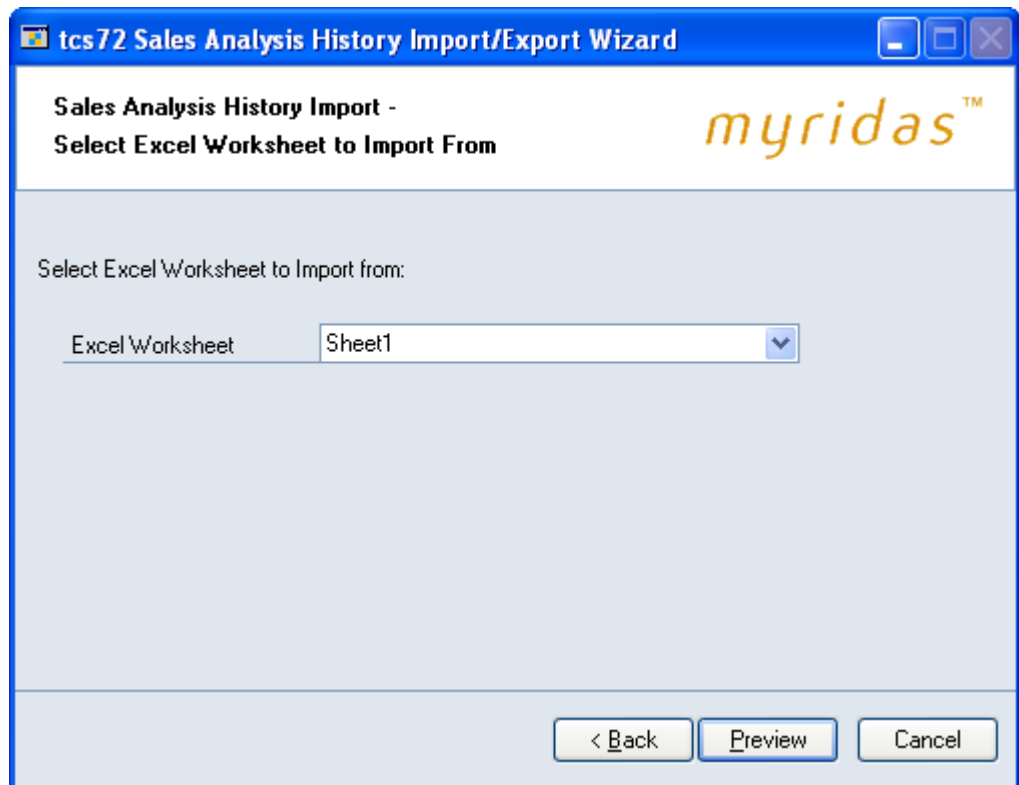 tcs72 Sales Analysis History Import/Export Wizard
Sales Analysis History Import -
Select Excel Worksheet to Import From
myridas™
Select Excel Worksheet to Import from:
Excel Worksheet Sheet1
< Back Preview Cancel